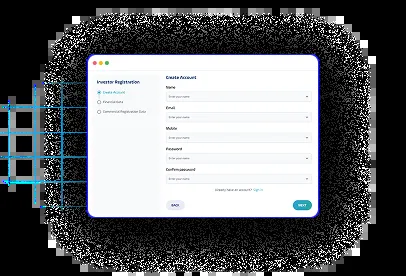 Investor Registration
Create Account
Financial Data
Commercial Registration Data
Create Account
Name
Enter your name
Email
Enter your name
Mobile
Enter your name
Password
Enter your name
Confirm password
Enter your name
Already have an account? Sign in
BACK
NEXT